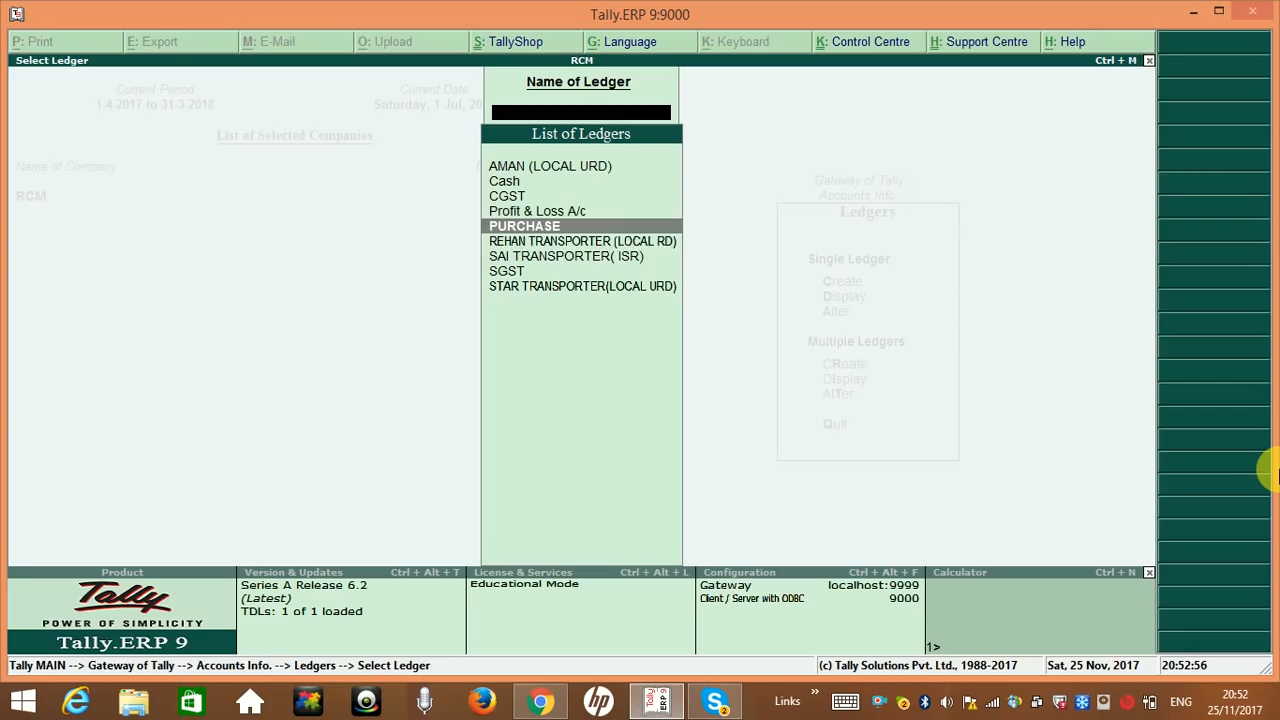 Tally.ERP 9:9000
P: Print E: Export M: E-Mail O: Upload S: TallyShop G: Language K: Keyboard K: Control Centre H: Support Centre H: Help
Select Ledger RCM Ctrl + M
Current Period
1-4-2017 to 31-3-2018
Current Date
Saturday, 1 Jul, 20
List of Selected Companies
Name of Company
RCM
Name of Ledger
List of Ledgers
AMAN (LOCAL URD)
Cash
CGST
Profit & Loss A/c
PURCHASE
REHAN TRANSPORTER (LOCAL RD)
SAI TRANSPORTER( ISR)
SGST
STAR TRANSPORTER(LOCAL URD)
Gateway of Tally ...
Accounts Info. ...
Ledgers
Single Ledger
Create
Display
Alter
Multiple Ledgers
CReate
DIsplay
AlTer
Quit
Product
Tally
POWER OF SIMPLICITY
Tally.ERP 9
Version & Updates Ctrl + Alt + T
Series A Release 6.2
(Latest)
TDLs: 1 of 1 loaded
License & Services Ctrl + Alt + L
Educational Mode
Configuration Ctrl + Alt + F
Gateway localhost:9999
Client / Server with ODBC 9000
Calculator Ctrl + N
1>
Tally MAIN --> Gateway of Tally --> Accounts Info. --> Ledgers --> Select Ledger (c) Tally Solutions Pvt. Ltd., 1988-2017 Sat, 25 Nov, 2017 20:52:56
Links » ENG 20:52
25/11/2017